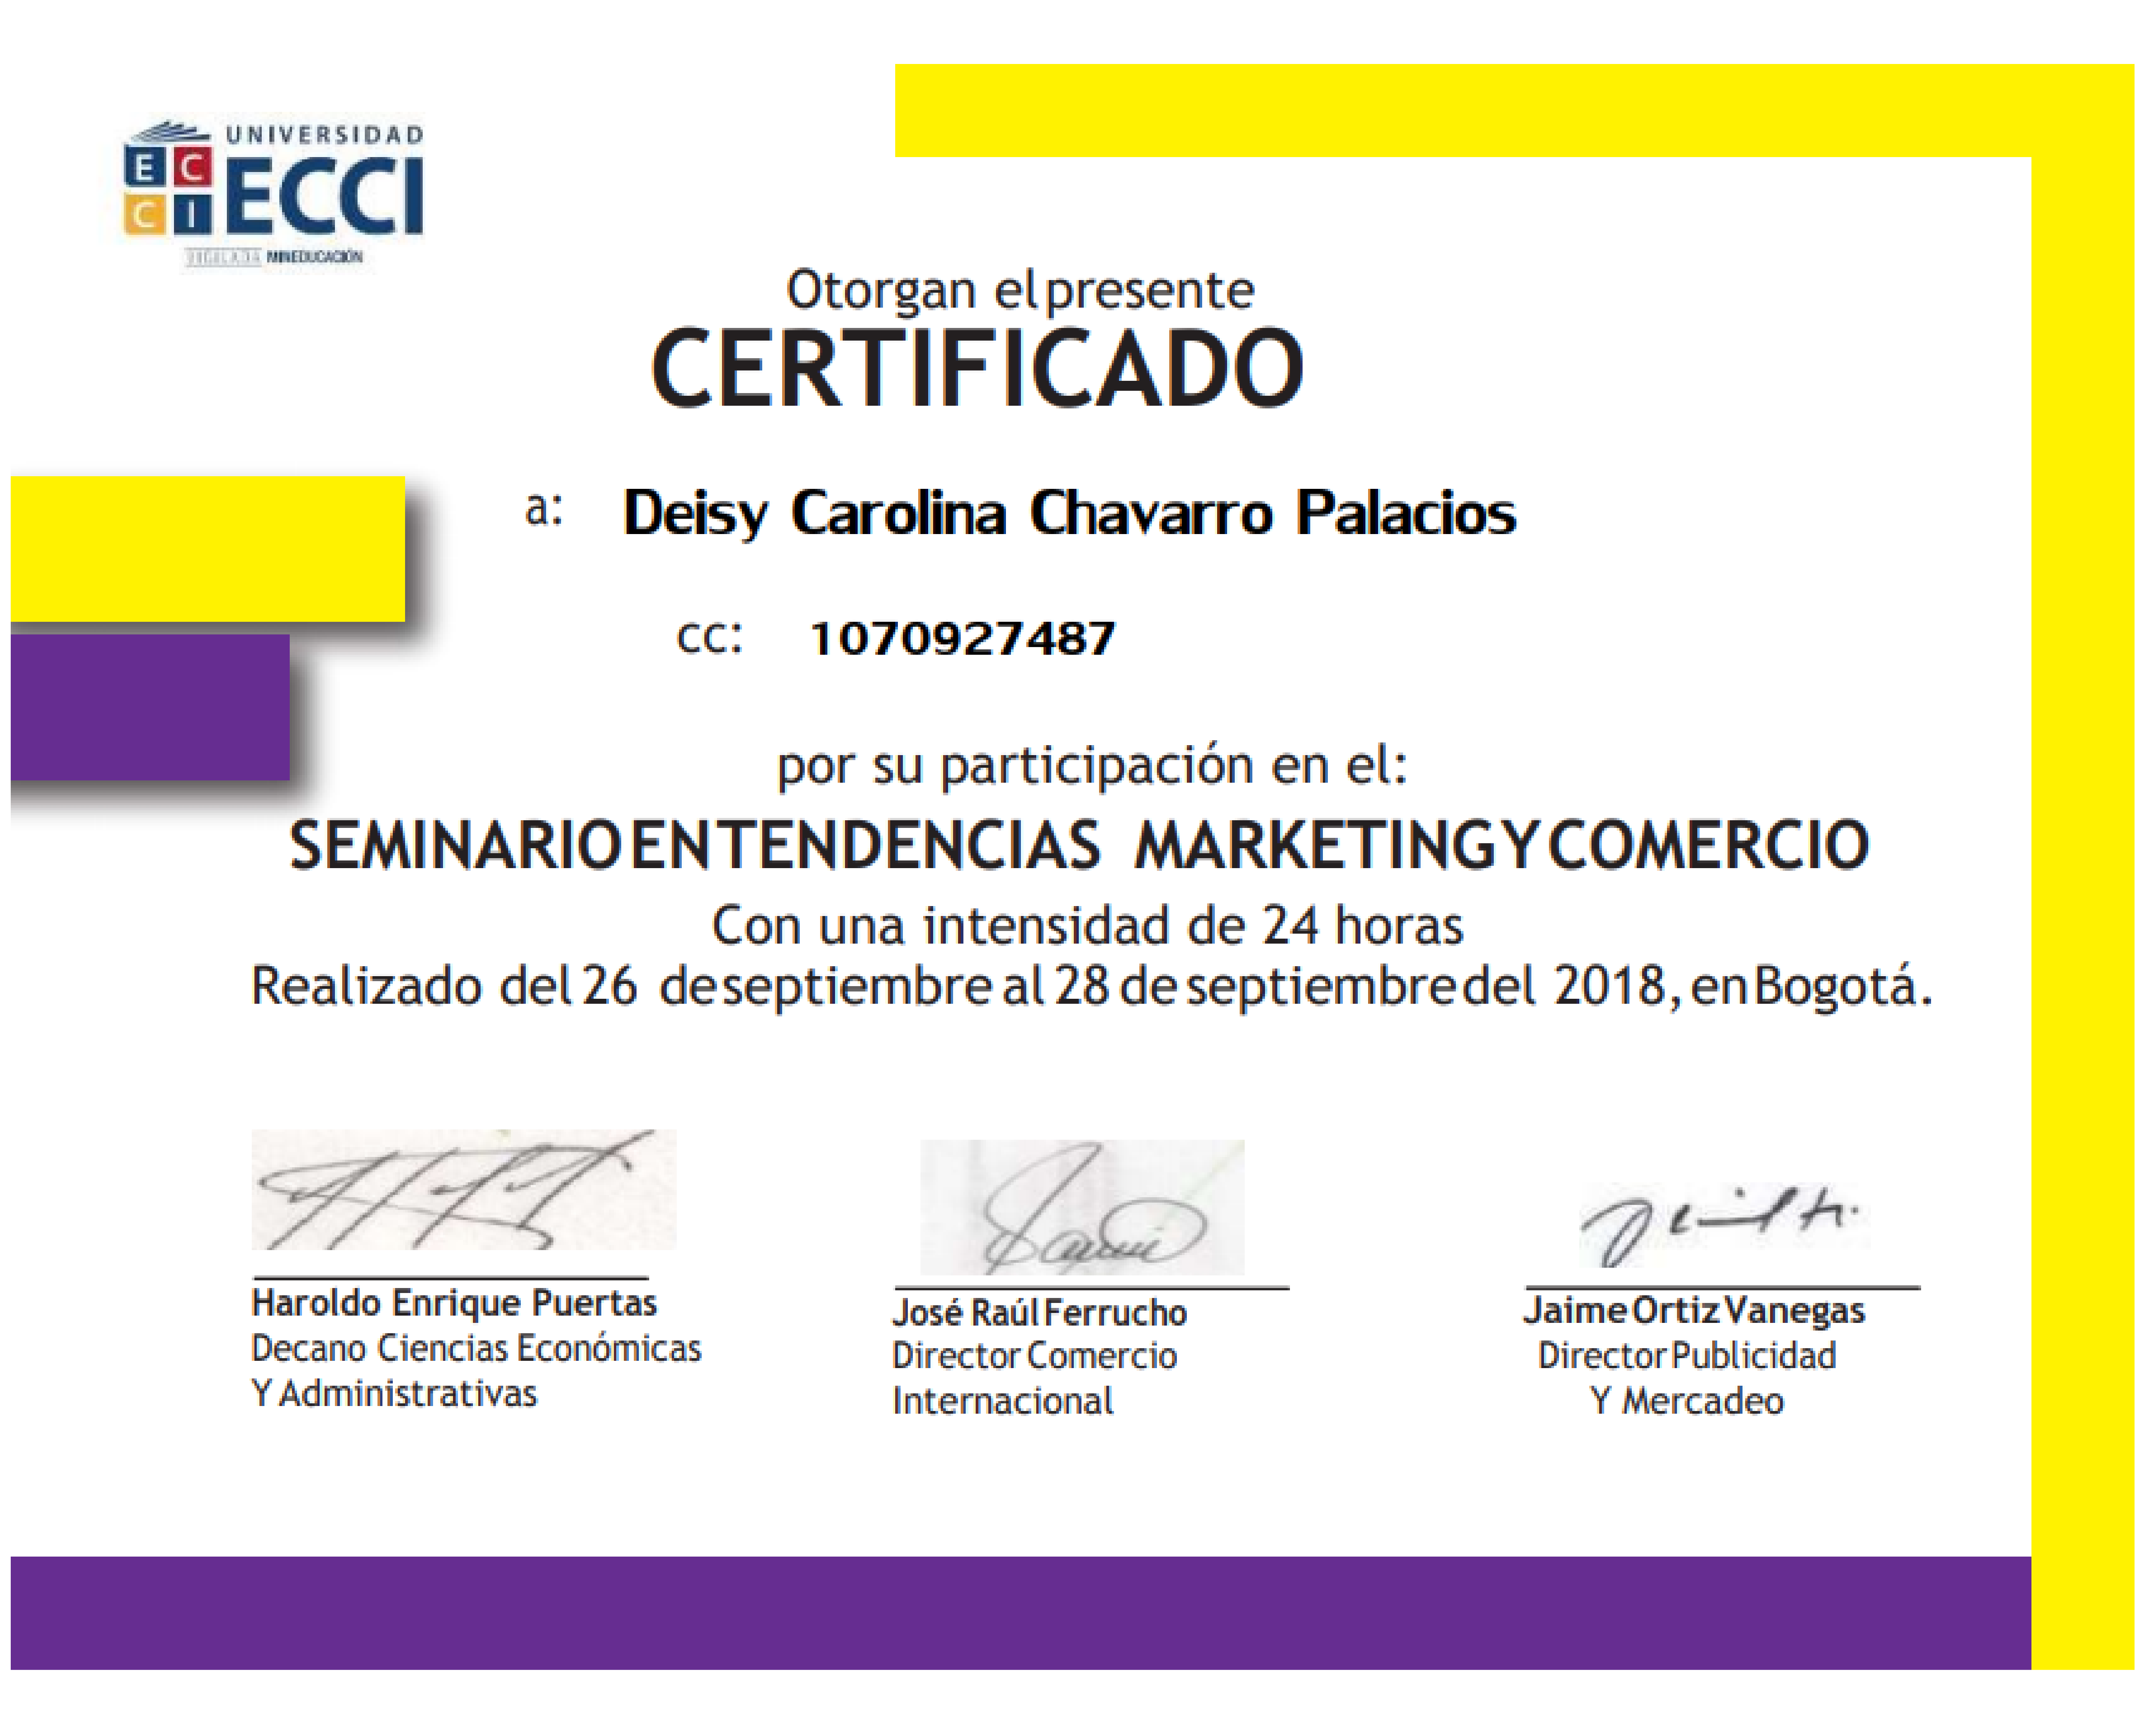 UNIVERSIDAD
E C
C I
ECCI
VIGILADA MINEDUCACIÓN
Otorgan el presente
CERTIFICADO
a: Deisy Carolina Chavarro Palacios
cc: 1070927487
por su participación en el:
SEMINARIO EN TENDENCIAS MARKETING Y COMERCIO
Con una intensidad de 24 horas
Realizado del 26 de septiembre al 28 de septiembre del 2018, en Bogotá.
Haroldo Enrique Puertas
Decano Ciencias Económicas
Y Administrativas
José Raúl Ferrucho
Director Comercio
Internacional
Jaime Ortiz Vanegas
Director Publicidad
Y Mercadeo